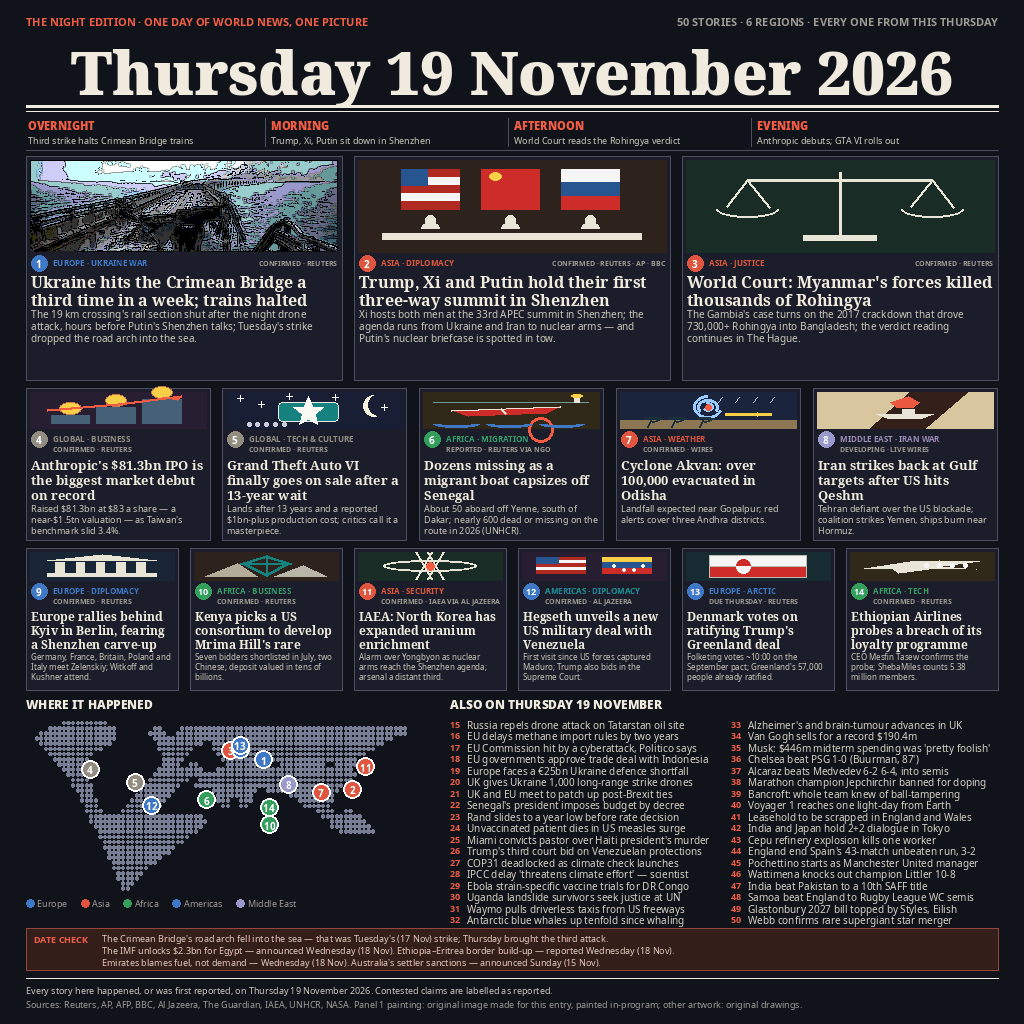 THE NIGHT EDITION · ONE DAY OF WORLD NEWS, ONE PICTURE
50 STORIES · 6 REGIONS · EVERY ONE FROM THIS THURSDAY
Thursday 19 November 2026
OVERNIGHT
Third strike halts Crimean Bridge trains
MORNING
Trump, Xi, Putin sit down in Shenzhen
AFTERNOON
World Court reads the Rohingya verdict
EVENING
Anthropic debuts; GTA VI rolls out
1 EUROPE · UKRAINE WAR CONFIRMED · REUTERS
Ukraine hits the Crimean Bridge a
third time in a week; trains halted
The 19 km crossing's rail section shut after the night drone
attack, hours before Putin's Shenzhen talks; Tuesday's strike
dropped the road arch into the sea.
2 ASIA · DIPLOMACY CONFIRMED · REUTERS · AP · BBC
Trump, Xi and Putin hold their first
three-way summit in Shenzhen
Xi hosts both men at the 33rd APEC summit in Shenzhen; the
agenda runs from Ukraine and Iran to nuclear arms — and
Putin's nuclear briefcase is spotted in tow.
3 ASIA · JUSTICE CONFIRMED · REUTERS
World Court: Myanmar's forces killed
thousands of Rohingya
The Gambia's case turns on the 2017 crackdown that drove
730,000+ Rohingya into Bangladesh; the verdict reading
continues in The Hague.
4 GLOBAL · BUSINESS
CONFIRMED · REUTERS
Anthropic's $81.3bn IPO is
the biggest market debut
on record
Raised $81.3bn at $83 a share — a
near-$1.5tn valuation — as Taiwan's
benchmark slid 3.4%.
5 GLOBAL · TECH & CULTURE
CONFIRMED · REUTERS
Grand Theft Auto VI
finally goes on sale after a
13-year wait
Lands after 13 years and a reported
$1bn-plus production cost; critics call it a
masterpiece.
6 AFRICA · MIGRATION
REPORTED · REUTERS VIA NGO
Dozens missing as a
migrant boat capsizes off
Senegal
About 50 aboard off Yenne, south of
Dakar; nearly 600 dead or missing on the
route in 2026 (UNHCR).
7 ASIA · WEATHER
CONFIRMED · WIRES
Cyclone Akvan: over
100,000 evacuated in
Odisha
Landfall expected near Gopalpur; red
alerts cover three Andhra districts.
8 MIDDLE EAST · IRAN WAR
DEVELOPING · LIVE WIRES
Iran strikes back at Gulf
targets after US hits
Qeshm
Tehran defiant over the US blockade;
coalition strikes Yemen, ships burn near
Hormuz.
9 EUROPE · DIPLOMACY
CONFIRMED · REUTERS
Europe rallies behind
Kyiv in Berlin, fearing
a Shenzhen carve-up
Germany, France, Britain, Poland and
Italy meet Zelenskiy, Witkoff and
Kushner attend.
10 AFRICA · BUSINESS
CONFIRMED · REUTERS
Kenya picks a US
consortium to develop
Mrima Hill's rare
Seven bidders shortlisted in July, two
Chinese; deposit valued in tens of
billions.
11 ASIA · SECURITY
CONFIRMED · IAEA VIA AL JAZEERA
IAEA: North Korea has
expanded uranium
enrichment
Alarm over Yongbyon as nuclear
arms reach the Shenzhen agenda;
arsenal a distant third.
12 AMERICAS · DIPLOMACY
CONFIRMED · AL JAZEERA
Hegseth unveils a new
US military deal with
Venezuela
First visit since US forces captured
Maduro; Trump also bids in the
Supreme Court.
13 EUROPE · ARCTIC
DUE THURSDAY · REUTERS
Denmark votes on
ratifying Trump's
Greenland deal
Folketing votes ~10:00 on the
September pact; Greenland's 57,000
people already ratified.
14 AFRICA · TECH
CONFIRMED · REUTERS
Ethiopian Airlines
probes a breach of its
loyalty programme
CEO Mesfin Tasew confirms the
probe; ShebaMiles counts 5.38
million members.
WHERE IT HAPPENED
4
5
12
3
13
1
6
8
14
10
7
2
11
Europe Asia Africa Americas Middle East
ALSO ON THURSDAY 19 NOVEMBER
15 Russia repels drone attack on Tatarstan oil site
16 EU delays methane import rules by two years
17 EU Commission hit by a cyberattack, Politico says
18 EU governments approve trade deal with Indonesia
19 Europe faces a €25bn Ukraine defence shortfall
20 UK gives Ukraine 1,000 long-range strike drones
21 UK and EU meet to patch up post-Brexit ties
22 Senegal's president imposes budget by decree
23 Rand slides to a year low before rate decision
24 Unvaccinated patient dies in US measles surge
25 Miami convicts pastor over Haiti president's murder
26 Trump's third court bid on Venezuelan protections
27 COP31 deadlocked as climate check launches
28 IPCC delay 'threatens climate effort' — scientist
29 Ebola strain-specific vaccine trials for DR Congo
30 Uganda landslide survivors seek justice at UN
31 Waymo pulls driverless taxis from US freeways
32 Antarctic blue whales up tenfold since whaling
33 Alzheimer's and brain-tumour advances in UK
34 Van Gogh sells for a record $190.4m
35 Musk: $446m midterm spending was 'pretty foolish'
36 Chelsea beat PSG 1-0 (Buurman, 87')
37 Alcaraz beats Medvedev 6-2 6-4, into semis
38 Marathon champion Jepchirchir banned for doping
39 Bancroft whole team knew of ball-tampering
40 Voyager 1 reaches one light-day from Earth
41 Leasehold to be scrapped in England and Wales
42 India and Japan hold 2+2 dialogue in Tokyo
43 Cepu refinery explosion kills one worker
44 England end Spain's 43-match unbeaten run, 3-2
45 Pochettino starts as Manchester United manager
46 Wattimena knocks out champion Littler 10-8
47 India beat Pakistan to a 10th SAFF title
48 Samoa beat England to Rugby League WC semis
49 Glastonbury 2027 bill topped by Styles, Eilish
50 Webb confirms rare supergiant star merger
DATE CHECK
The Crimean Bridge's road arch fell into the sea — that was Tuesday's (17 Nov) strike; Thursday brought the third attack.
The IMF unlocks $2.3bn for Egypt — announced Wednesday (18 Nov). Ethiopia–Eritrea border build-up — reported Wednesday (18 Nov).
Emirates blames fuel, not demand — Wednesday (18 Nov). Australia's settler sanctions — announced Sunday (15 Nov).
Every story here happened, or was first reported, on Thursday 19 November 2026. Contested claims are labelled as reported.
Sources: Reuters, AP, AFP, BBC, Al Jazeera, The Guardian, IAEA, UNHCR, NASA. Panel 1 painting: original image made for this entry, painted in-program; other artwork: original drawings.